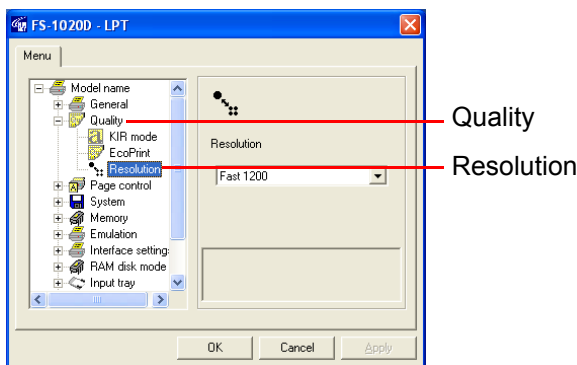 FS-1020D - LPT
Menu
Model name
General
Quality
KIR mode
EcoPrint
Resolution
Page control
System
Memory
Emulation
Interface setting
RAM disk mode
Input tray
Resolution
Fast 1200
OK Cancel Apply
Quality
Resolution